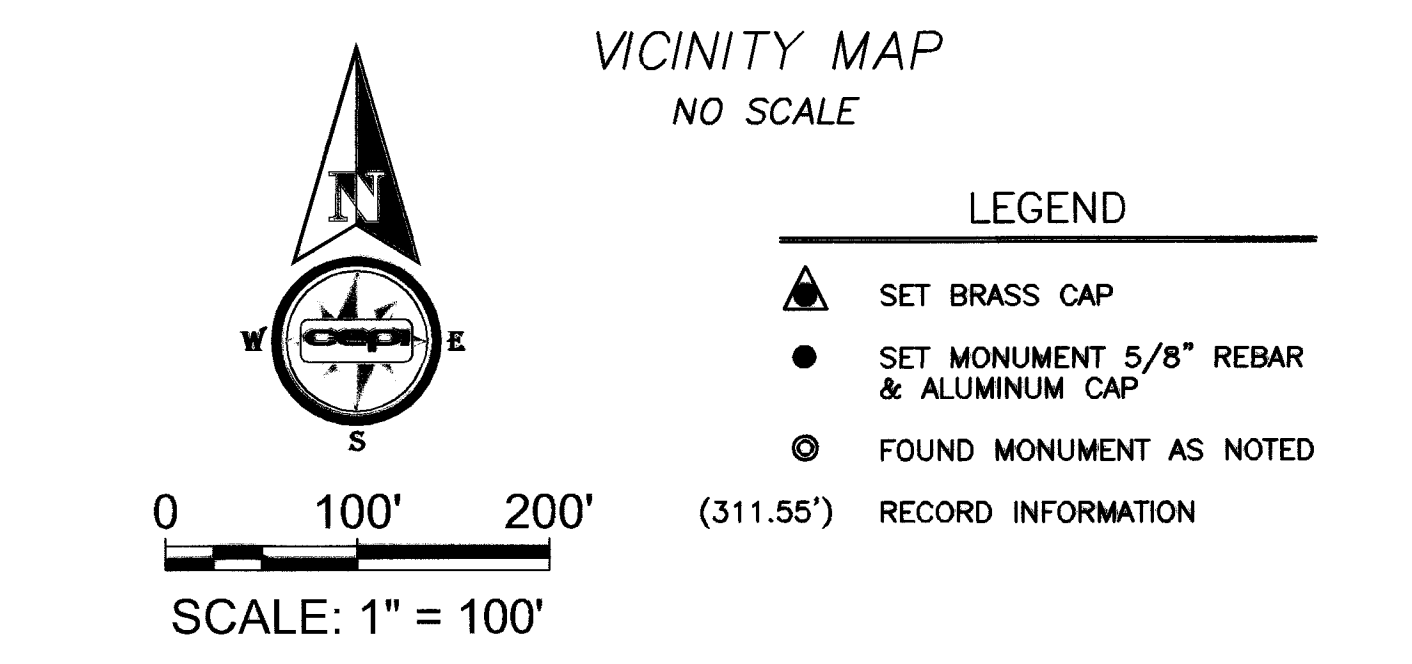 VICINITY MAP
NO SCALE
N
W
cepi
E
S
0 100' 200'
SCALE: 1" = 100'
LEGEND
SET BRASS CAP
SET MONUMENT 5/8" REBAR
& ALUMINUM CAP
FOUND MONUMENT AS NOTED
(311.55') RECORD INFORMATION